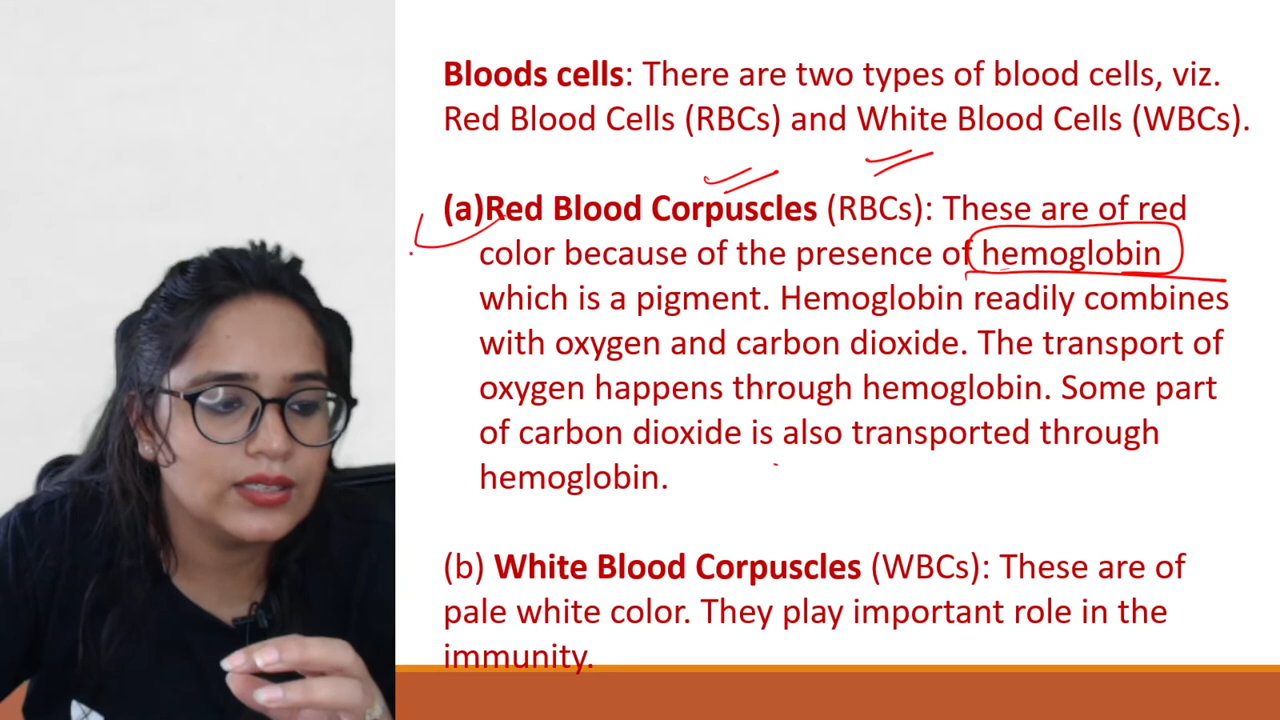 Bloods cells: There are two types of blood cells, viz.
Red Blood Cells (RBCs) and White Blood Cells (WBCs).
(a)Red Blood Corpuscles (RBCs): These are of red
color because of the presence of hemoglobin
which is a pigment. Hemoglobin readily combines
with oxygen and carbon dioxide. The transport of
oxygen happens through hemoglobin. Some part
of carbon dioxide is also transported through
hemoglobin.
(b) White Blood Corpuscles (WBCs): These are of
pale white color. They play important role in the
immunity.